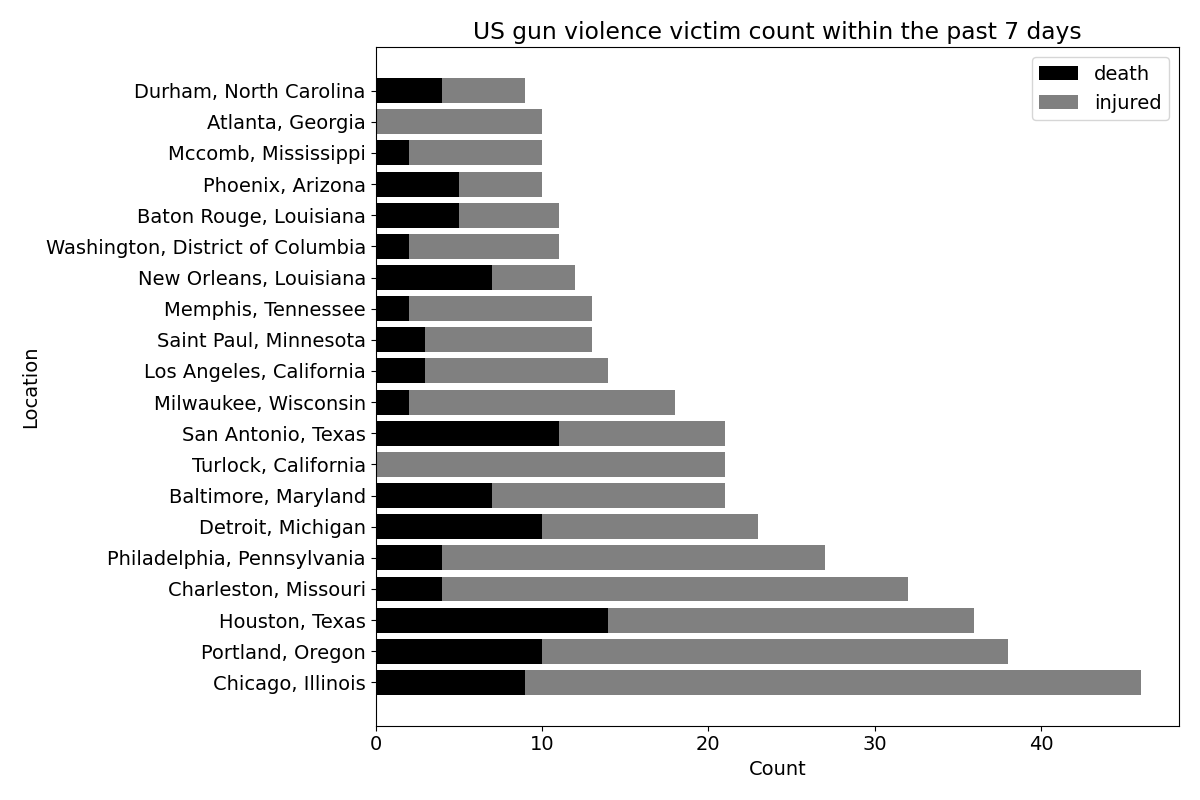 US gun violence victim count within the past 7 days
death
injured
Durham, North Carolina
Atlanta, Georgia
Mccomb, Mississippi
Phoenix, Arizona
Baton Rouge, Louisiana
Washington, District of Columbia
New Orleans, Louisiana
Memphis, Tennessee
Saint Paul, Minnesota
Los Angeles, California
Milwaukee, Wisconsin
San Antonio, Texas
Turlock, California
Baltimore, Maryland
Detroit, Michigan
Philadelphia, Pennsylvania
Charleston, Missouri
Houston, Texas
Portland, Oregon
Chicago, Illinois
Location
0 10 20 30 40
Count